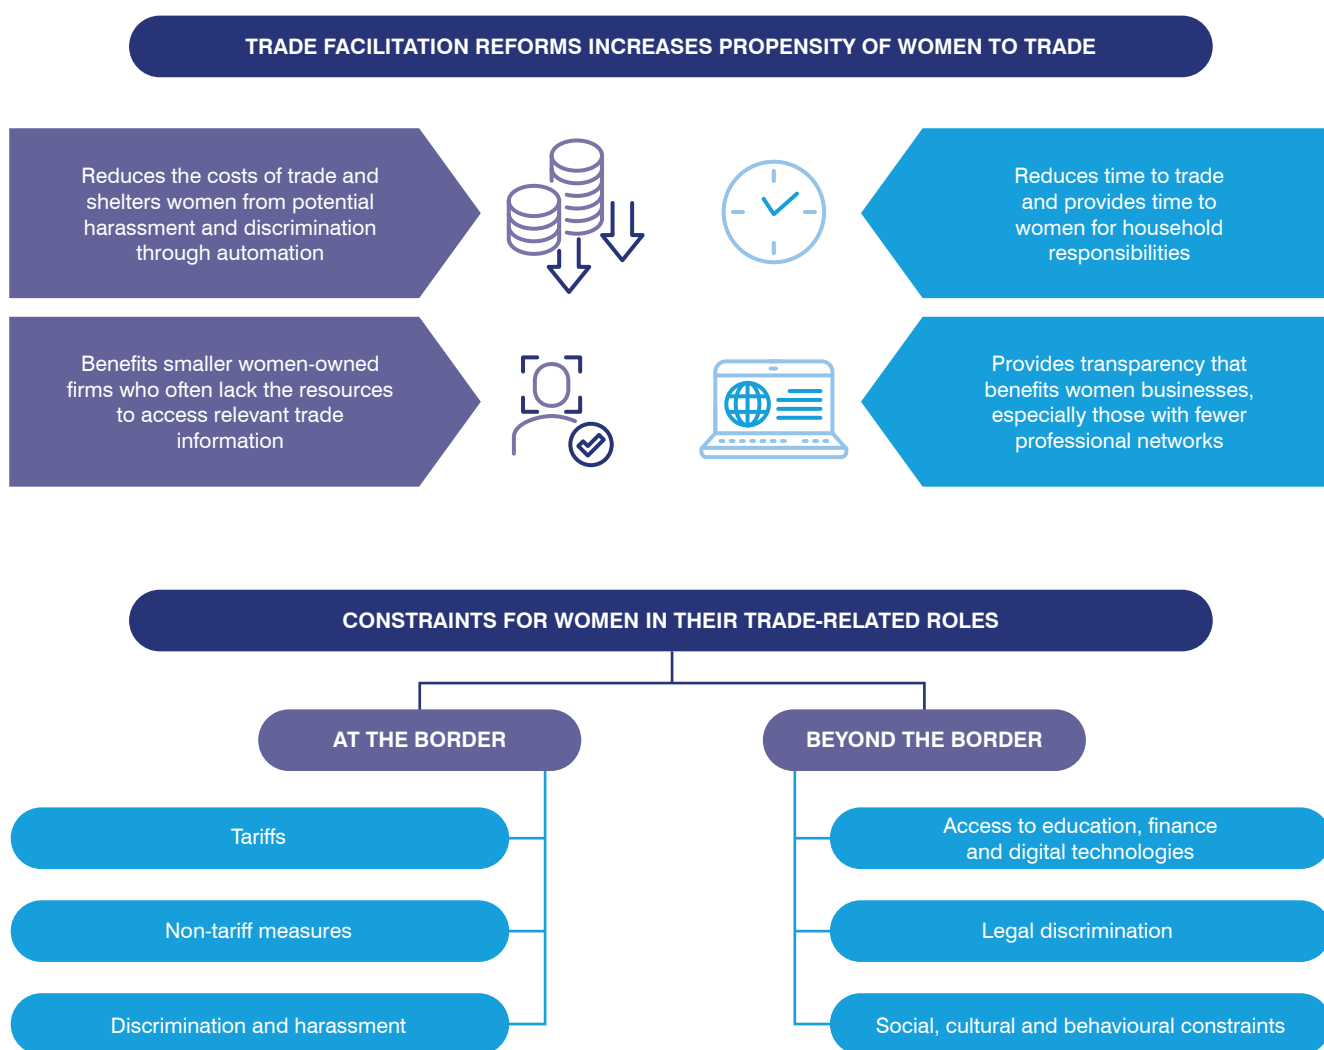 TRADE FACILITATION REFORMS INCREASES PROPENSITY OF WOMEN TO TRADE
Reduces the costs of trade and
shelters women from potential
harassment and discrimination
through automation
Reduces time to trade
and provides time to
women for household
responsibilities
Benefits smaller women-owned
firms who often lack the resources
to access relevant trade
information
Provides transparency that
benefits women businesses,
especially those with fewer
professional networks
CONSTRAINTS FOR WOMEN IN THEIR TRADE-RELATED ROLES
AT THE BORDER
BEYOND THE BORDER
Tariffs
Non-tariff measures
Discrimination and harassment
Access to education, finance
and digital technologies
Legal discrimination
Social, cultural and behavioural constraints